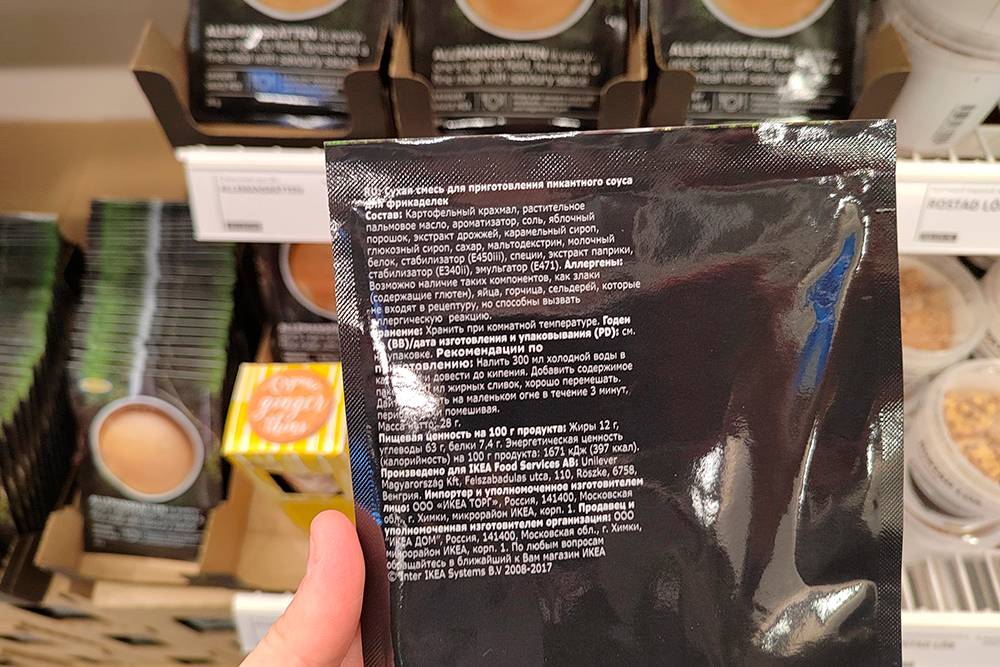 ALLEMANSRÄTTEN
ALLEMANSRÄTTEN
ALLEMANSRÄTTEN
ALLEMANSRÄTTEN
ROSTAD LÖ
ginger
thins
RU: Сухая смесь для приготовления пикантного соуса
для фрикаделек
Состав: Картофельный крахмал, растительное
пальмовое масло, ароматизатор, соль, яблочный
порошок, экстракт дрожжей, карамельный сироп,
глюкозный сироп, сахар, мальтодекстрин, молочный
белок, стабилизатор (E450iii), специи, экстракт паприки,
стабилизатор (E340ii), эмульгатор (E471). Аллергены:
Возможно наличие таких компонентов, как злаки
(содержащие глютен), яйца, горчица, сельдерей, которые
не входят в рецептуру, но способны вызвать
аллергическую реакцию.
Хранить при комнатной температуре. Годен
(BB)/дата изготовления и упаковывания (PD): см.
упаковке. Рекомендации по
Налить 300 мл холодной воды в
и довести до кипения. Добавить содержимое
мл жирных сливок, хорошо перемешать.
на маленьком огне в течение 3 минут,
помешивая.
Масса нетто: 28 г.
Пищевая ценность на 100 г продукта: Жиры 12 г,
углеводы 63 г, белки 7,4 г. Энергетическая ценность
(калорийность) на 100 г продукта: 1671 кДж (397 ккал).
Произведено для IKEA Food Services AB: Unilever
Magyarország Kft, Felszabadulas utca, 110, Röszke, 6758,
Венгрия. Импортер и уполномоченное изготовителем
лицо: ООО «ИКЕА ТОРГ», Россия, 141400, Московская
обл., г. Химки, микрорайон ИКЕА, корп. 1. Продавец и
уполномоченная изготовителем организация: ООО
"ИКЕА ДОМ", Россия, 141400, Московская обл., г. Химки,
микрорайон ИКЕА, корп. 1. По любым вопросам
обращайтесь в ближайший к Вам магазин ИКЕА
© Inter IKEA Systems B.V 2008-2017